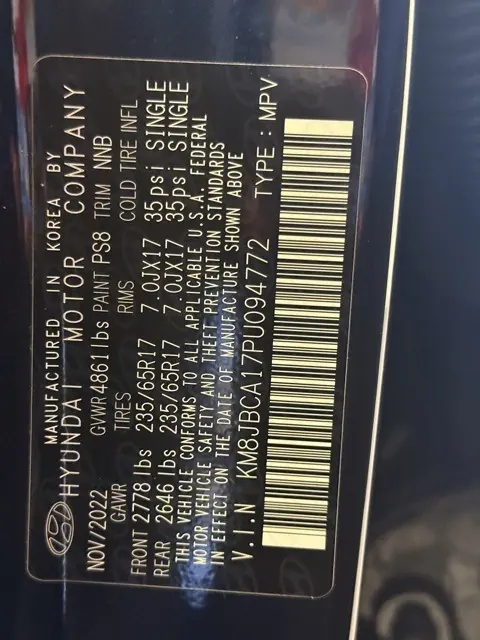 MANUFACTURED IN KOREA BY
HYUNDAI MOTOR COMPANY
NOV/2022 GVWR4861lbs PAINT PS8 TRIM NNB
GAWR TIRES RIMS COLD TIRE INFL
FRONT 2778 lbs 235/65R17 7.0JX17 35psi SINGLE
REAR 2646 lbs 235/65R17 7.0JX17 35psi SINGLE
THIS VEHICLE CONFORMS TO ALL APPLICABLE U.S.A. FEDERAL
MOTOR VEHICLE SAFETY AND THEFT PREVENTION STANDARDS
IN EFFECT ON THE DATE OF MANUFACTURE SHOWN ABOVE
V.I.N KM8JBCA17PU094772 TYPE : MPV